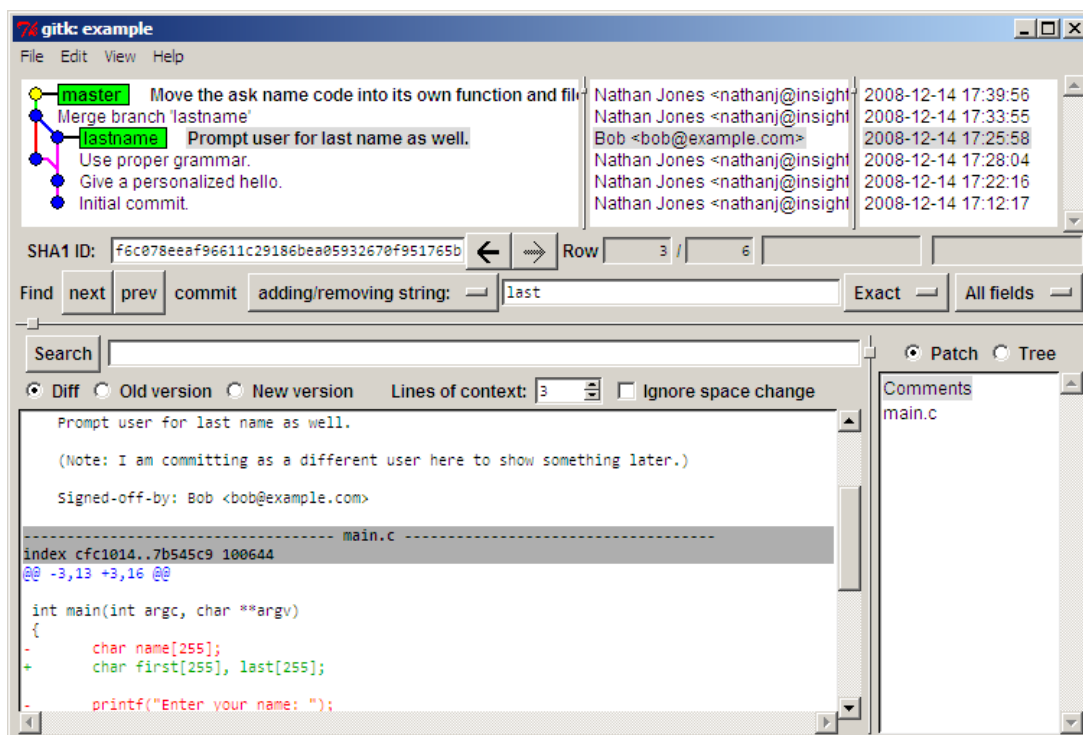 gitk: example
File Edit View Help
master Move the ask name code into its own function and file Nathan Jones <nathanj@insight 2008-12-14 17:39:56
Merge branch 'lastname' Nathan Jones <nathanj@insight 2008-12-14 17:33:55
lastname Prompt user for last name as well. Bob <bob@example.com> 2008-12-14 17:25:58
Use proper grammar. Nathan Jones <nathanj@insight 2008-12-14 17:28:04
Give a personalized hello. Nathan Jones <nathanj@insight 2008-12-14 17:22:16
Initial commit. Nathan Jones <nathanj@insight 2008-12-14 17:12:17
SHA1 ID: f6c078eeaf96611c29186bea05932670f951765b Row 3 / 6
Find next prev commit adding/removing string: last Exact All fields
Search Patch Tree
Diff Old version New version Lines of context: 3 Ignore space change
Comments
main.c
Prompt user for last name as well.
(Note: I am committing as a different user here to show something later.)
Signed-off-by: Bob <bob@example.com>
---------------------------------- main.c ----------------------------------
index cfc1014..7b545c9 100644
@@ -3,13 +3,16 @@
int main(int argc, char **argv)
{
- char name[255];
+ char first[255], last[255];
- printf("Enter your name: ");